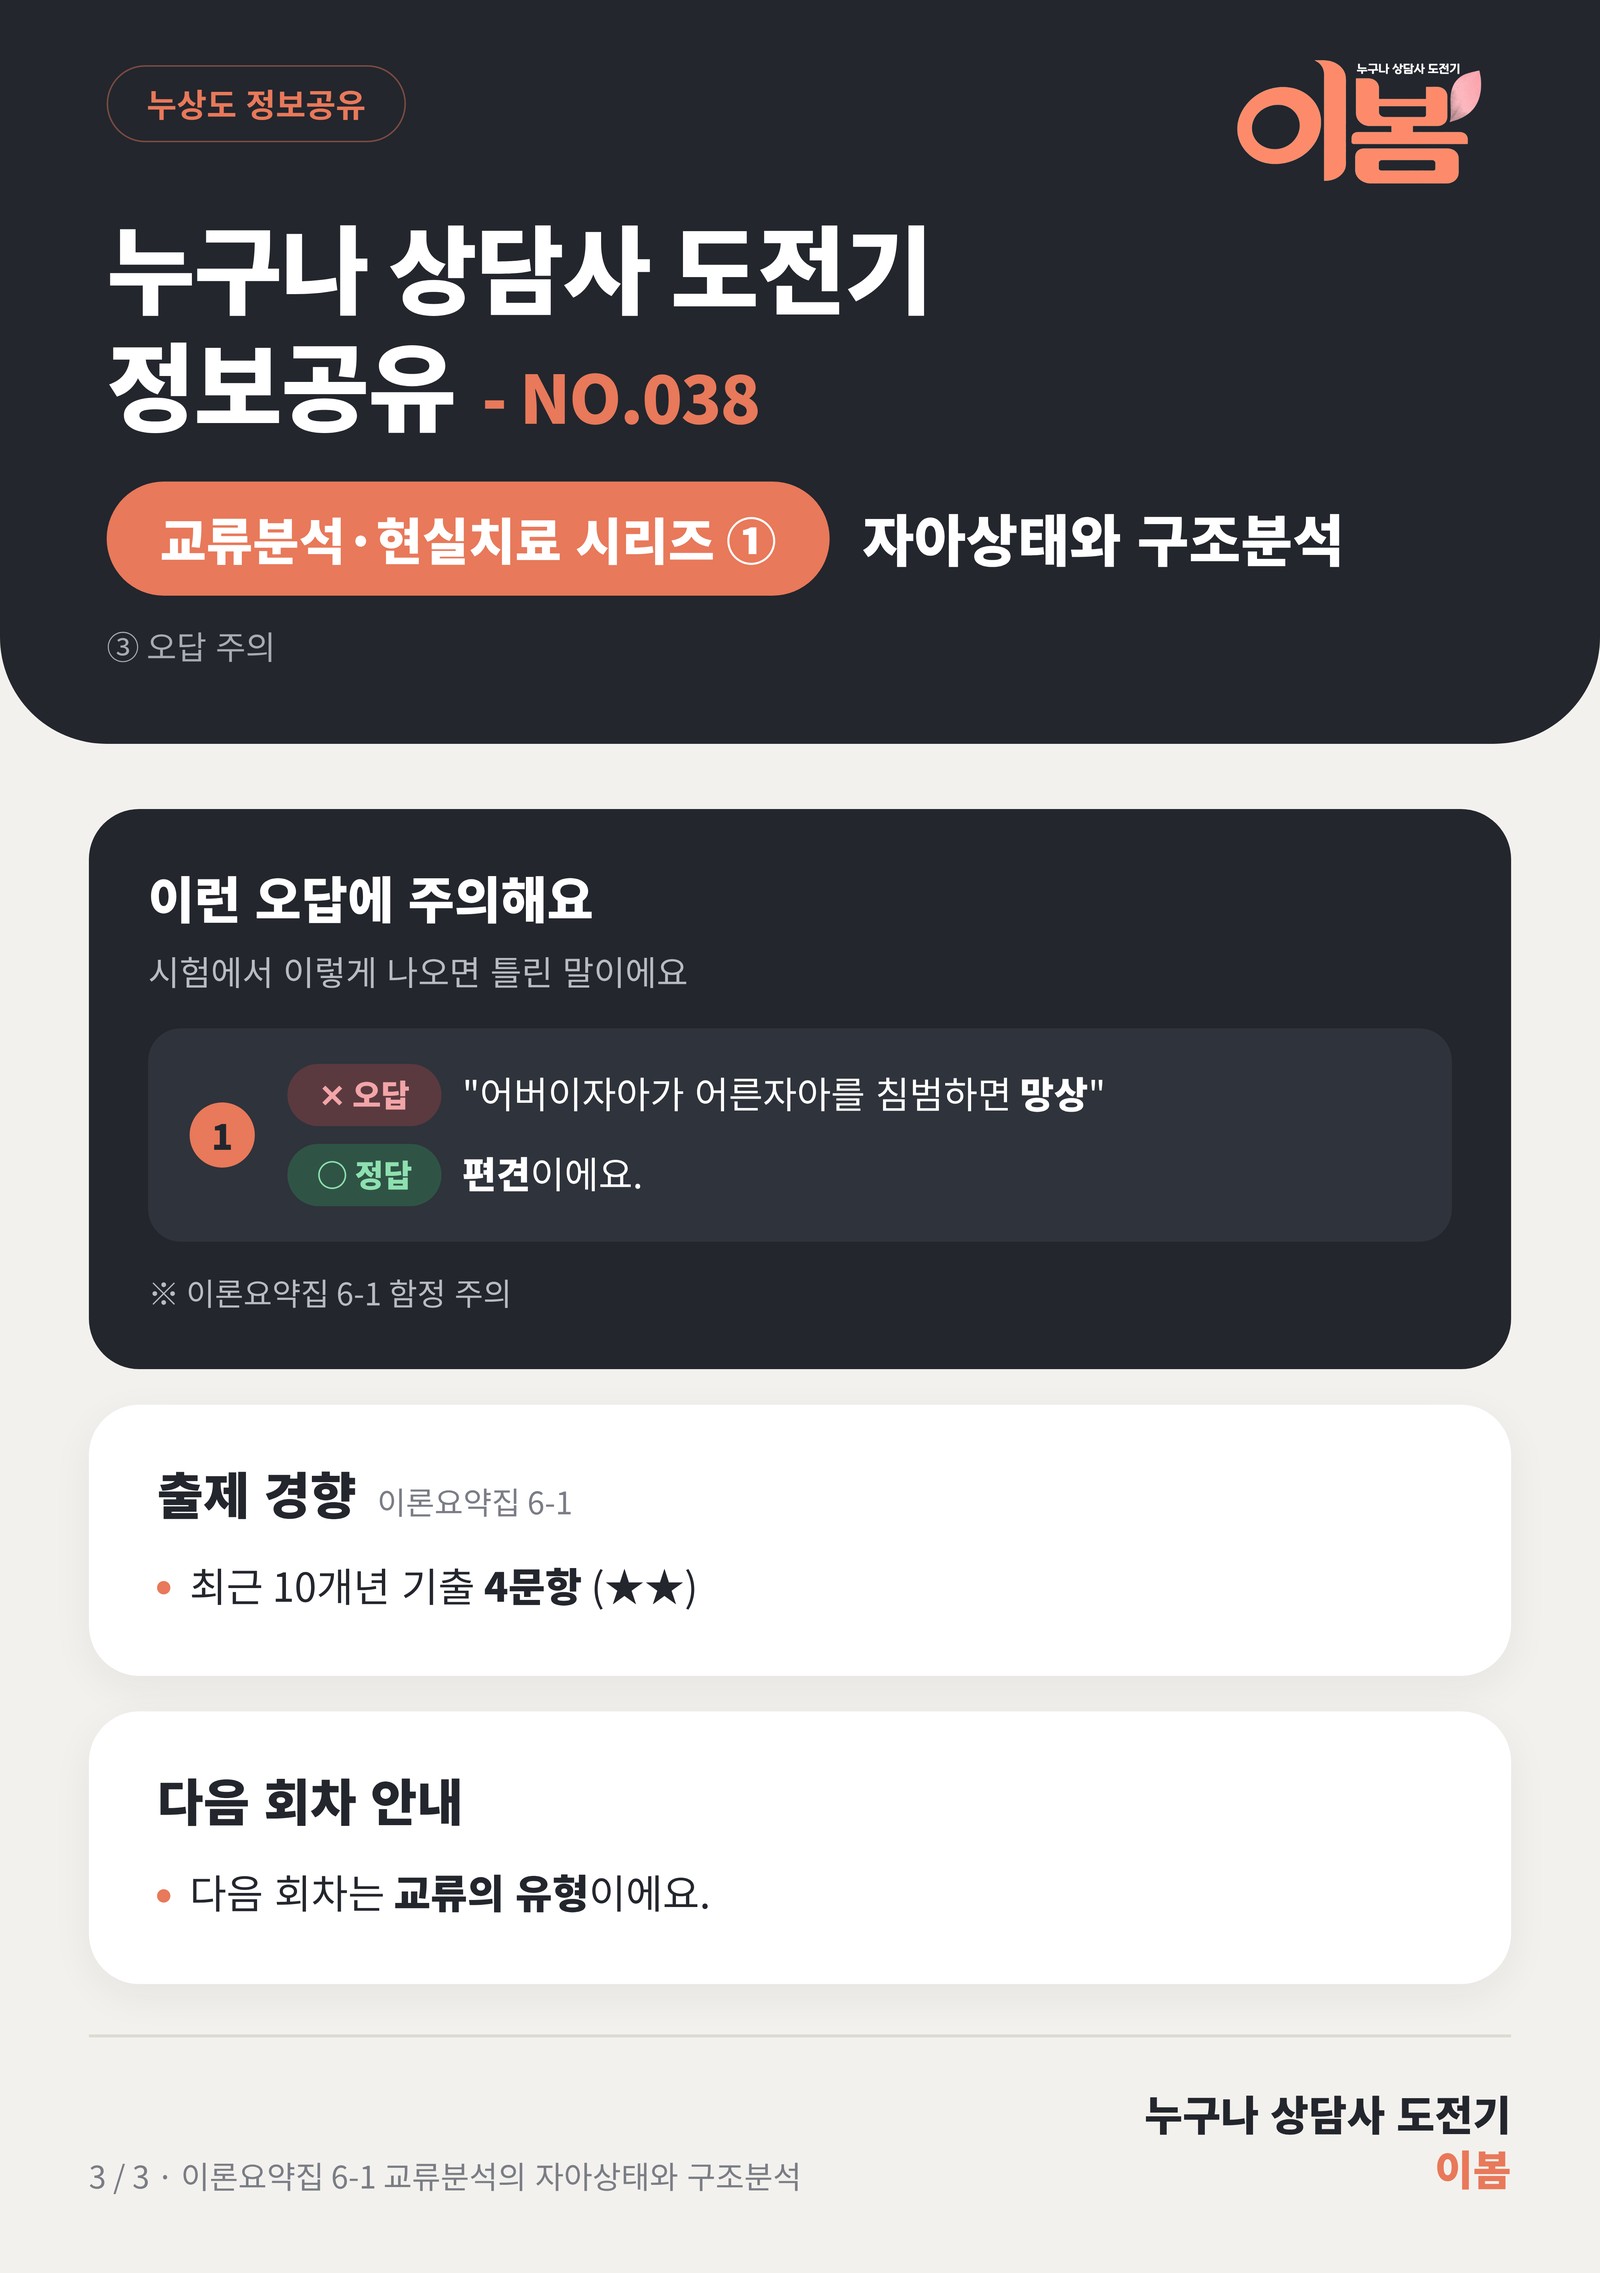 누상도 정보공유
누구나 상담사 도전기
이봄
누구나 상담사 도전기
정보공유 - NO.038
교류분석·현실치료 시리즈 ① 자아상태와 구조분석
③ 오답 주의
이런 오답에 주의해요
시험에서 이렇게 나오면 틀린 말이에요
1
✕ 오답 "어버이자아가 어른자아를 침범하면 망상"
○ 정답 편견이에요.
※ 이론요약집 6-1 함정 주의
출제 경향 이론요약집 6-1
• 최근 10개년 기출 4문항 (★★)
다음 회차 안내
• 다음 회차는 교류의 유형이에요.
누구나 상담사 도전기
3 / 3 · 이론요약집 6-1 교류분석의 자아상태와 구조분석 이봄